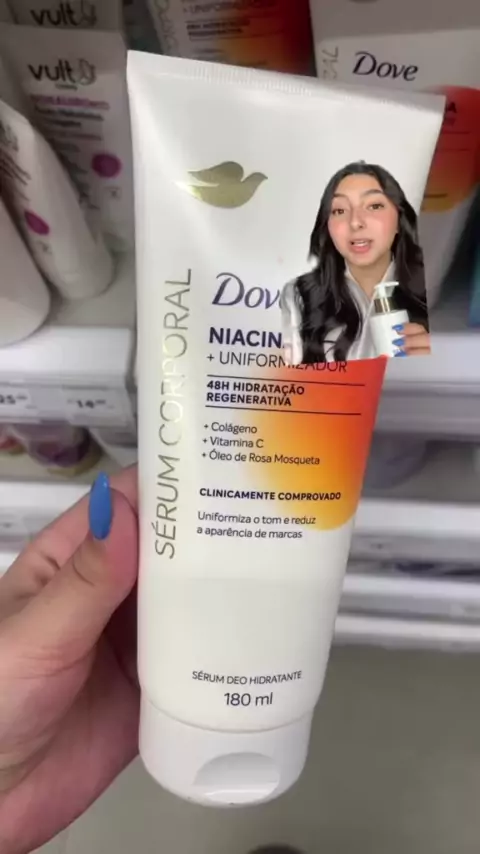 vult
vult
Dove
Dove
SÉRUM CORPORAL
+ UNIFORMIZADOR
48H HIDRATAÇÃO
REGENERATIVA
+ Colágeno
+ Vitamina C
+ Óleo de Rosa Mosqueta
CLINICAMENTE COMPROVADO
Uniformiza o tom e reduz
a aparência de marcas
SÉRUM DEO HIDRATANTE
180 ml